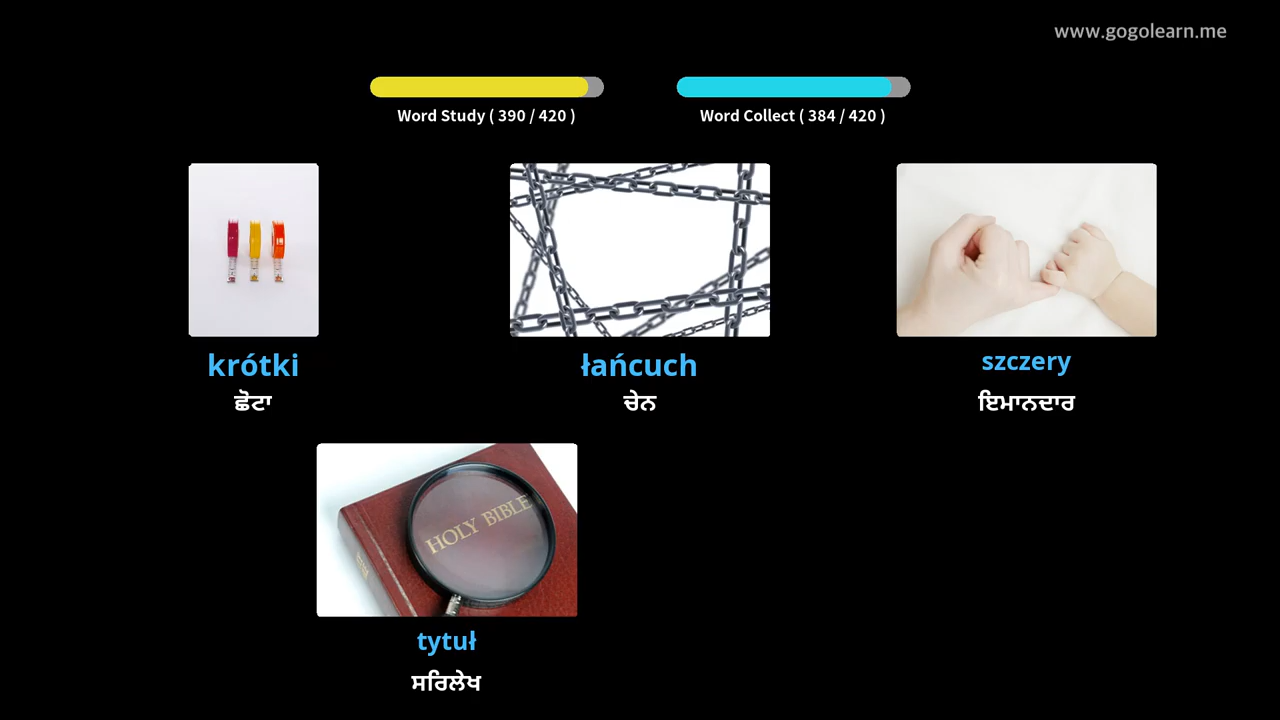 www.gogolearn.me
Word Study ( 390 / 420 )
Word Collect ( 384 / 420 )
krótki
ਛੋਟਾ
łańcuch
ਚੇਨ
szczery
ਇਮਾਨਦਾਰ
HOLY BIBLE
tytuł
ਸਰਿਲੇਖ